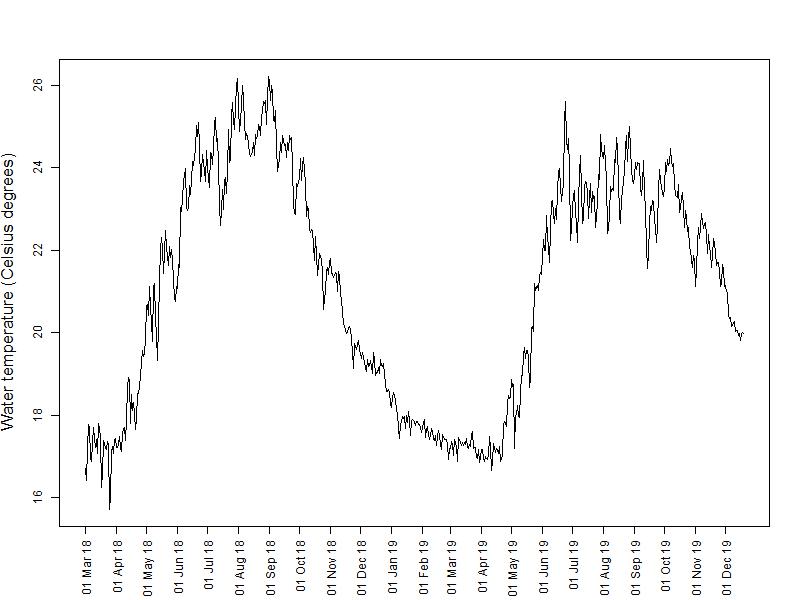 Water temperature (Celsius degrees)
26
24
22
20
18
16
01 Mar 18
01 Apr 18
01 May 18
01 Jun 18
01 Jul 18
01 Aug 18
01 Sep 18
01 Oct 18
01 Nov 18
01 Dec 18
01 Jan 19
01 Feb 19
01 Mar 19
01 Apr 19
01 May 19
01 Jun 19
01 Jul 19
01 Aug 19
01 Sep 19
01 Oct 19
01 Nov 19
01 Dec 19